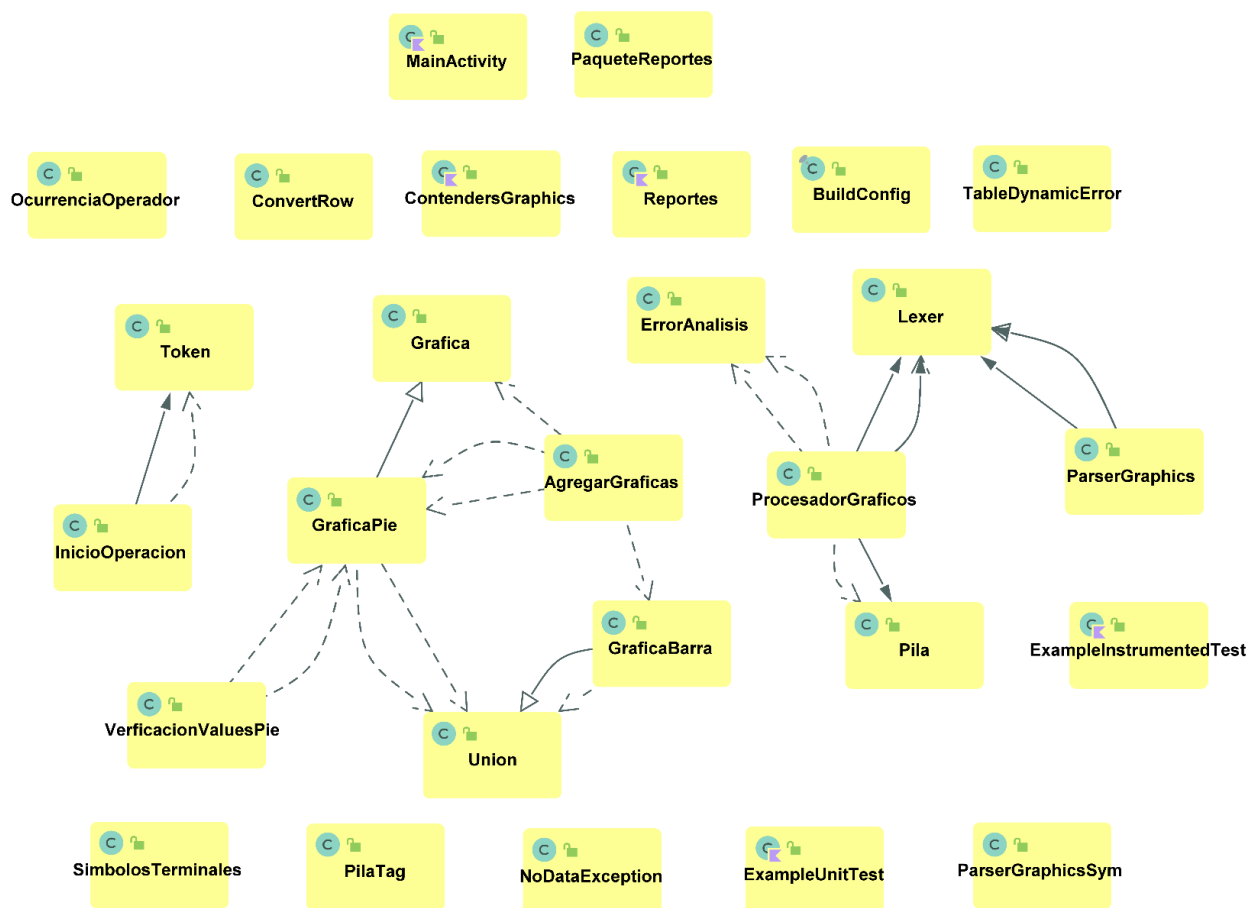 MainActivity
PaqueteReportes
OcurrenciaOperador
ConvertRow
ContendersGraphics
Reportes
BuildConfig
TableDynamicError
Token
Grafica
ErrorAnalisis
Lexer
InicioOperacion
GraficaPie
AgregarGraficas
ProcesadorGraficos
ParserGraphics
VerficacionValuesPie
GraficaBarra
Union
Pila
ExampleInstrumentedTest
SimbolosTerminales
PilaTag
NoDataException
ExampleUnitTest
ParserGraphicsSym